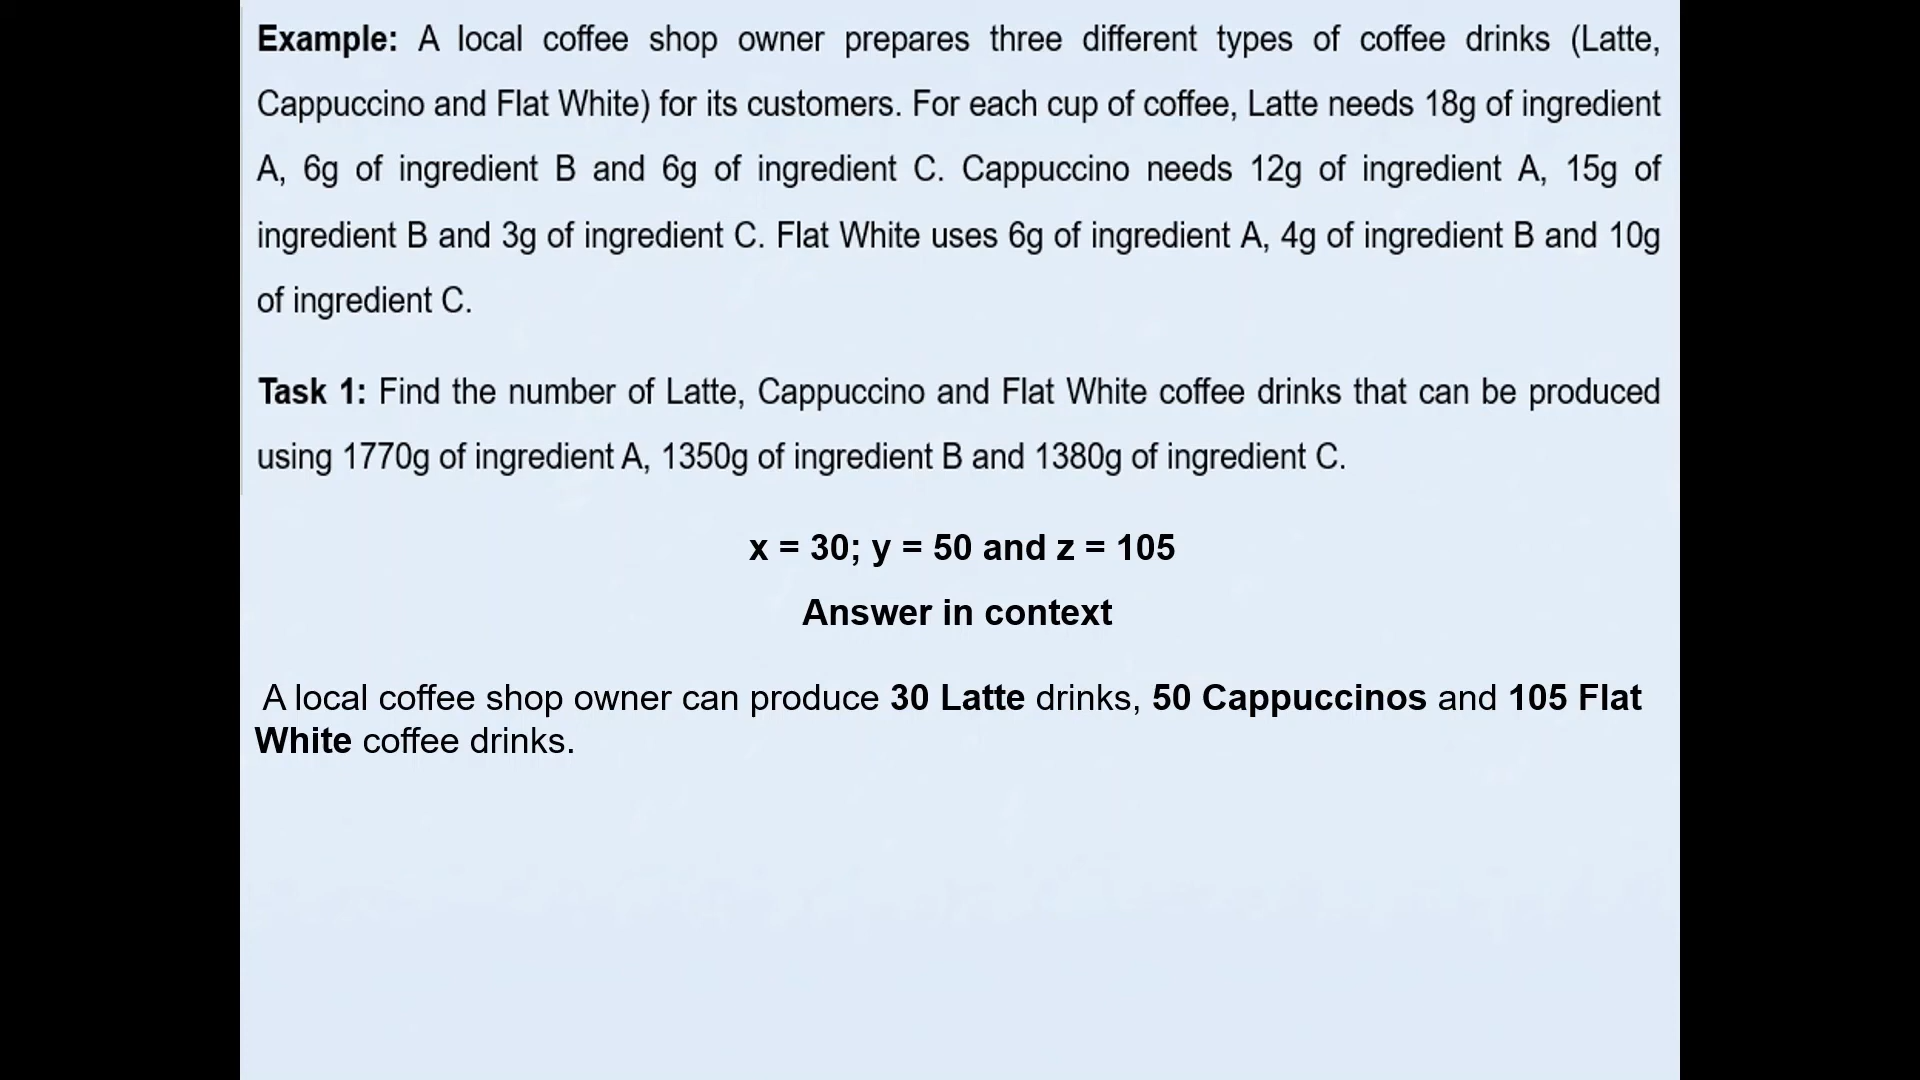 Example: A local coffee shop owner prepares three different types of coffee drinks (Latte,
Cappuccino and Flat White) for its customers. For each cup of coffee, Latte needs 18g of ingredient
A, 6g of ingredient B and 6g of ingredient C. Cappuccino needs 12g of ingredient A, 15g of
ingredient B and 3g of ingredient C. Flat White uses 6g of ingredient A, 4g of ingredient B and 10g
of ingredient C.
Task 1: Find the number of Latte, Cappuccino and Flat White coffee drinks that can be produced
using 1770g of ingredient A, 1350g of ingredient B and 1380g of ingredient C.
x = 30; y = 50 and z = 105
Answer in context
A local coffee shop owner can produce 30 Latte drinks, 50 Cappuccinos and 105 Flat
White coffee drinks.